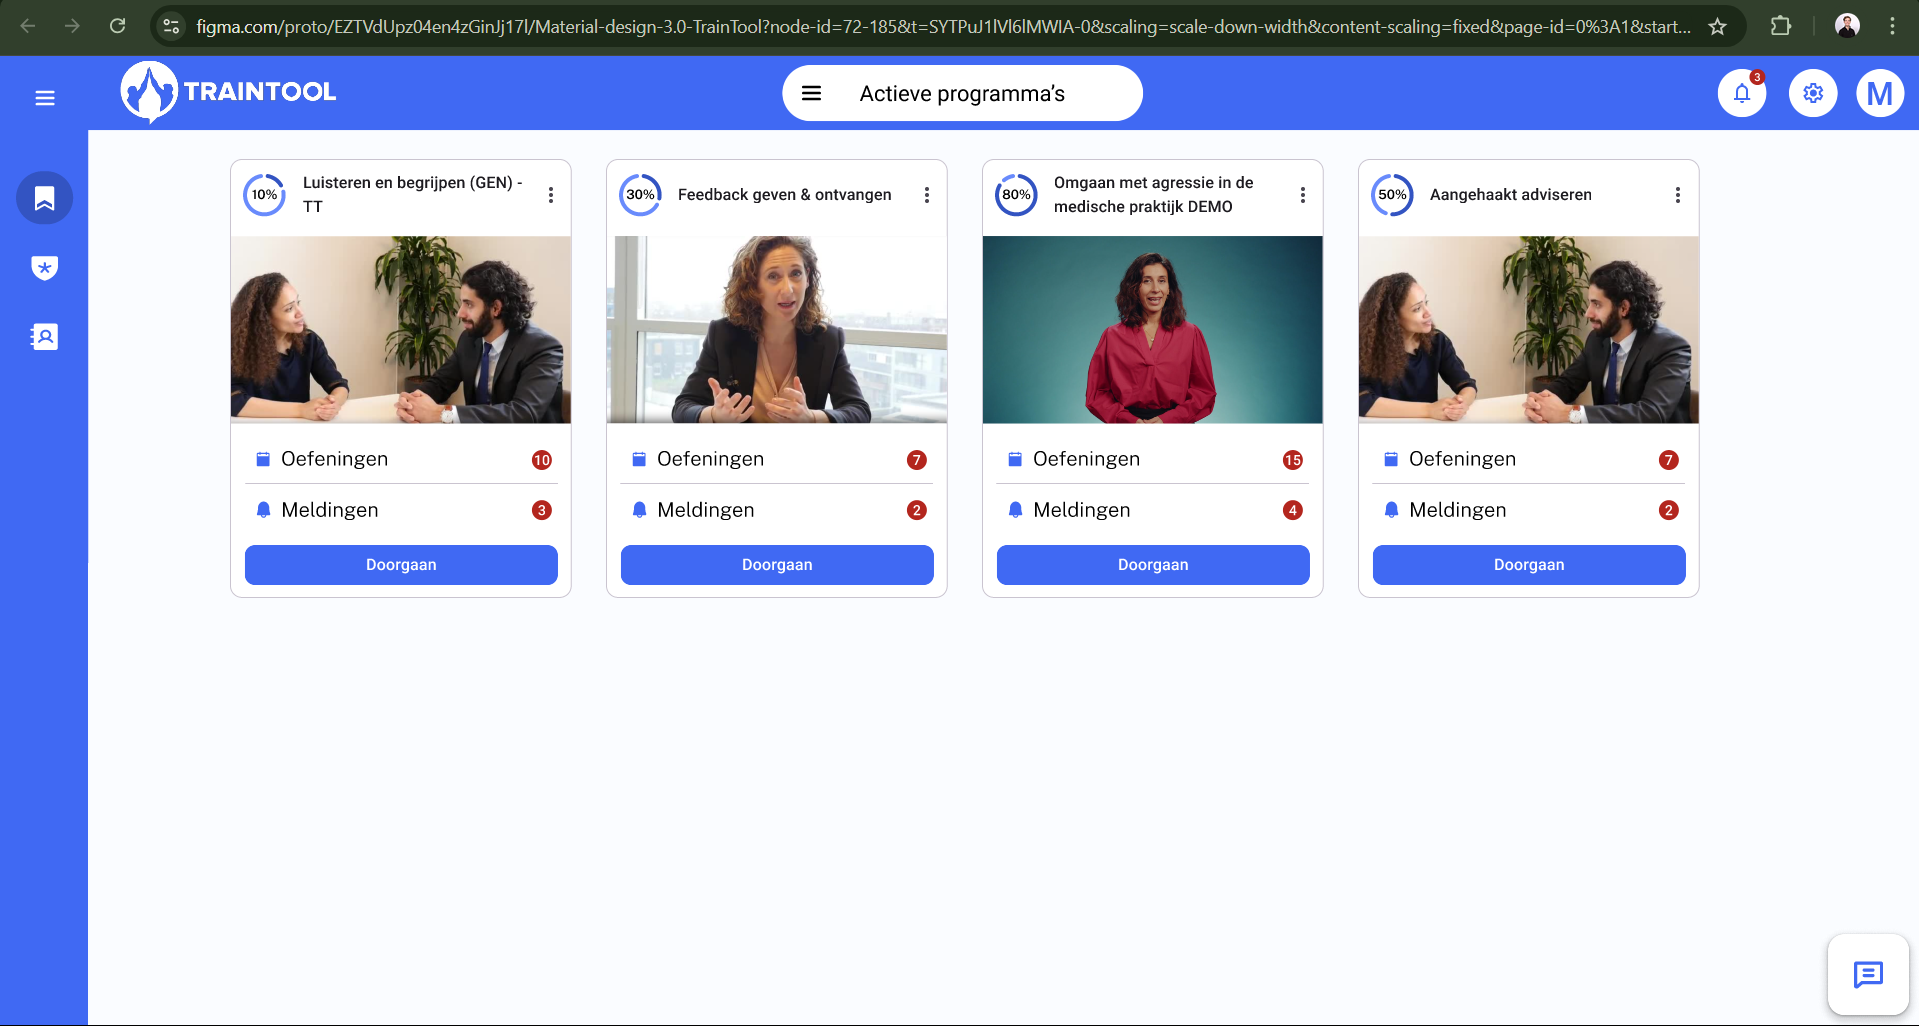 figma.com/proto/EZTVdUpz04en4zGinJj17l/Material-design-3.0-TrainTool?node-id=72-185&t=SYTPuJ1lVl6lMWIA-0&scaling=scale-down-width&content-scaling=fixed&page-id=0%3A1&start...
TRAINTOOL
Actieve programma’s
3
M
10%
Luisteren en begrijpen (GEN) -
TT
Oefeningen
10
Meldingen
3
Doorgaan
30%
Feedback geven & ontvangen
Oefeningen
7
Meldingen
2
Doorgaan
80%
Omgaan met agressie in de
medische praktijk DEMO
Oefeningen
15
Meldingen
4
Doorgaan
50%
Aangehaakt adviseren
Oefeningen
7
Meldingen
2
Doorgaan